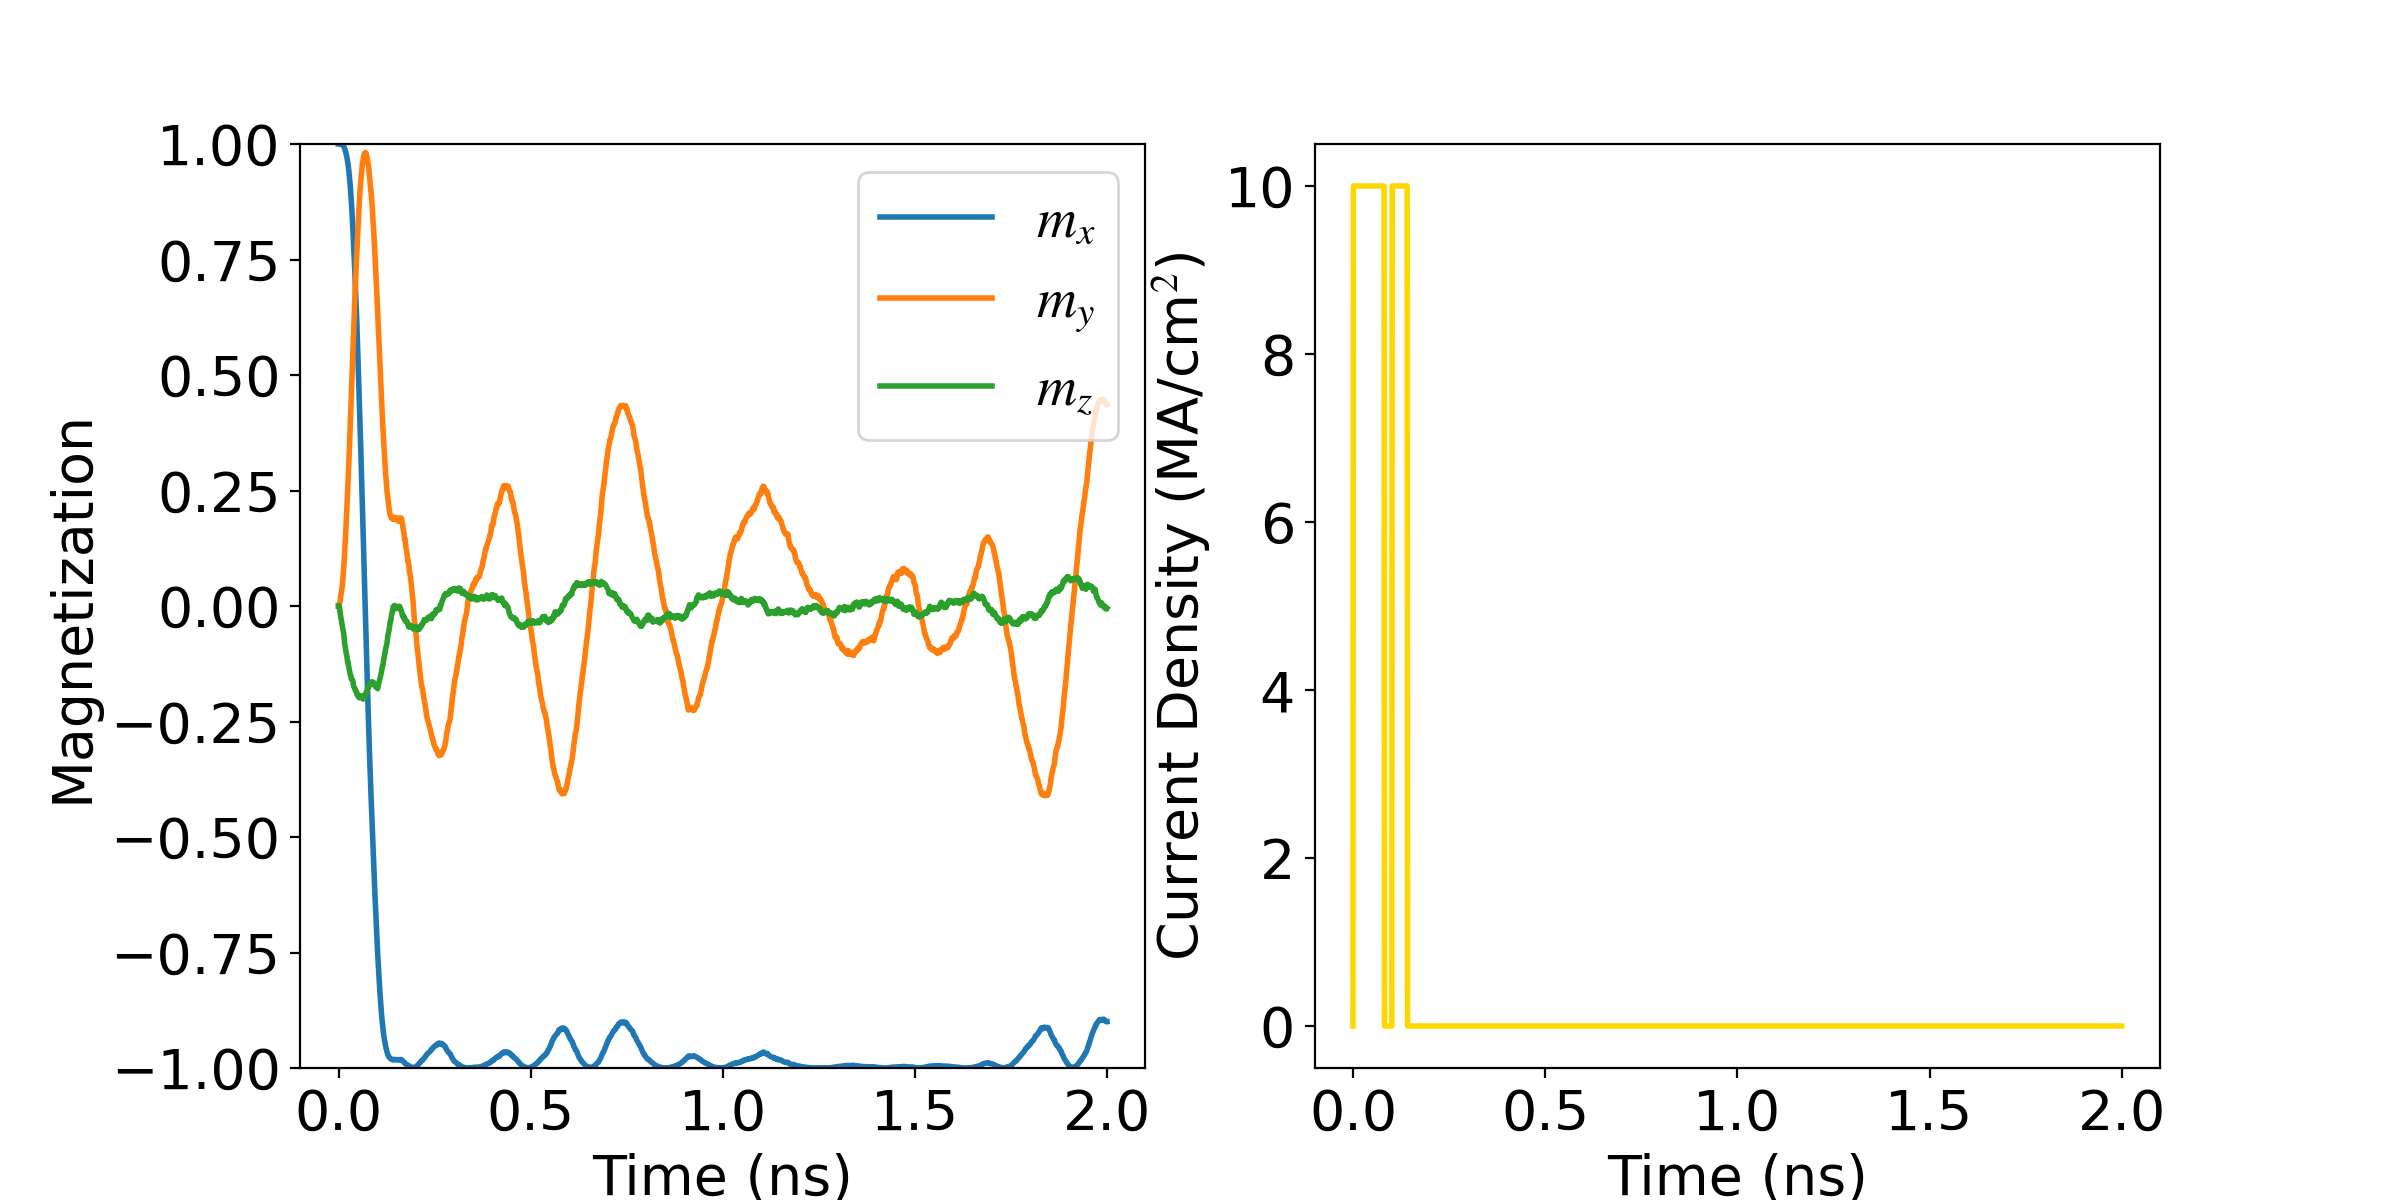 Magnetization
1.00
0.75
0.50
0.25
0.00
−0.25
−0.50
−0.75
−1.00
0.0 0.5 1.0 1.5 2.0
Time (ns)
m_x
m_y
m_z
Current Density (MA/cm²)
10
8
6
4
2
0
0.0 0.5 1.0 1.5 2.0
Time (ns)